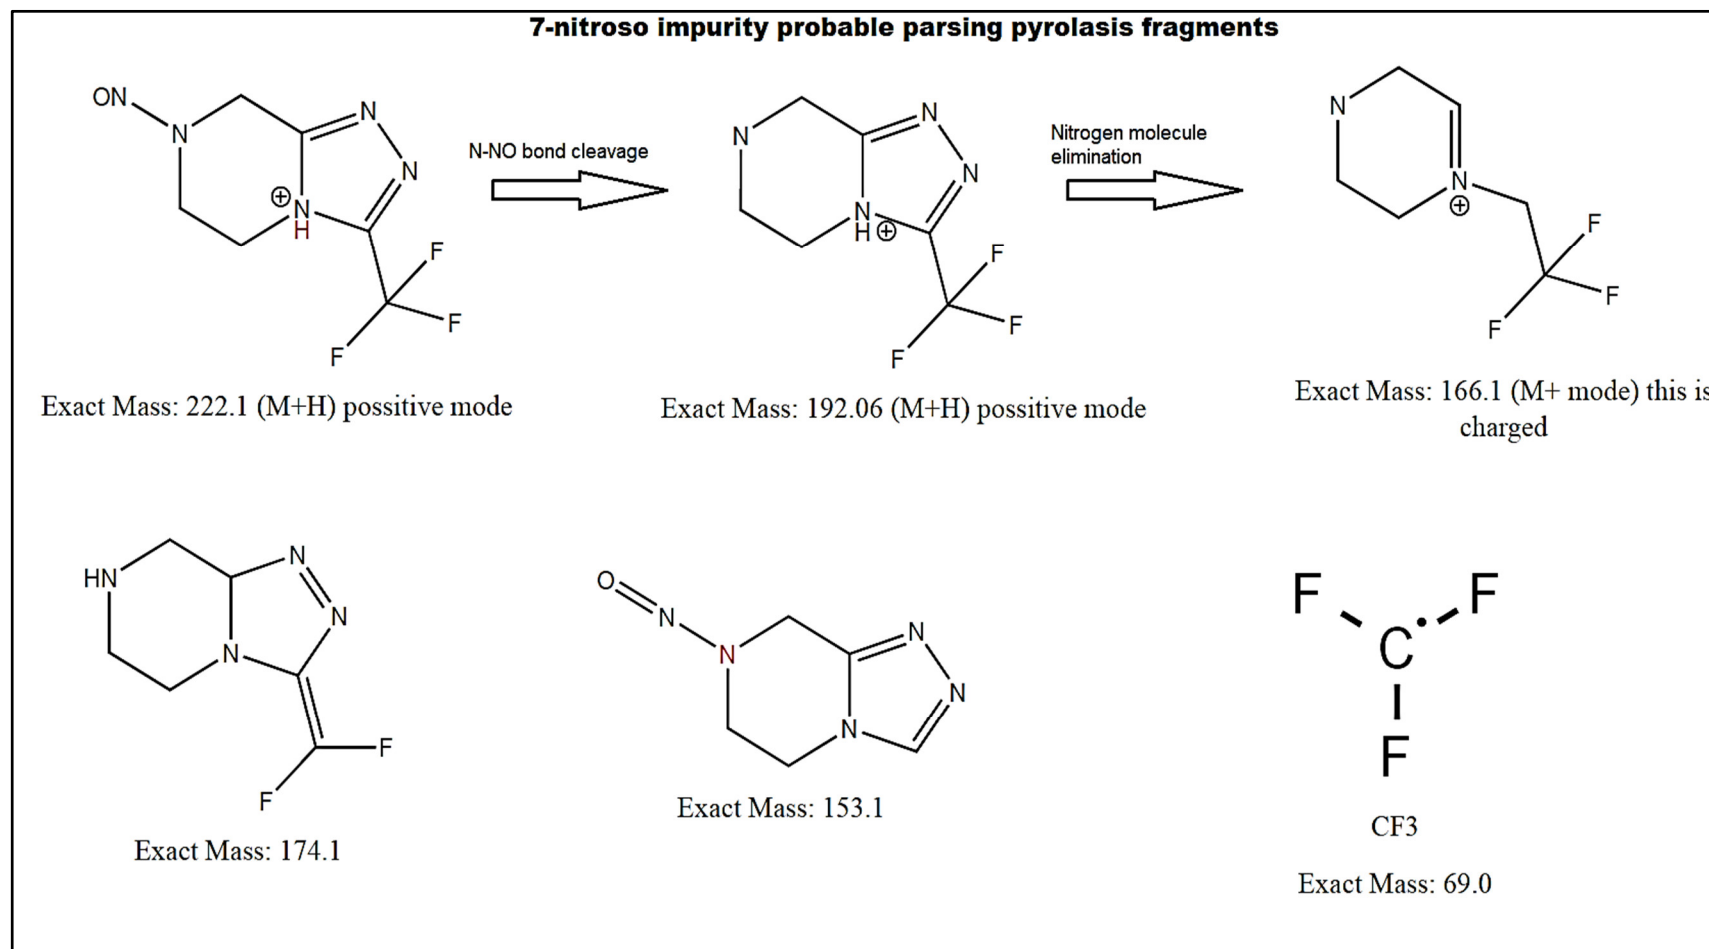 7-nitroso impurity probable parsing pyrolasis fragments
ON
N
N
N
N
H
⊕
F
F
F
Exact Mass: 222.1 (M+H) possitive mode
N-NO bond cleavage
N
N
N
N
H ⊕
F
F
F
Exact Mass: 192.06 (M+H) possitive mode
Nitrogen molecule
elimination
N
N
⊕
F
F
F
Exact Mass: 166.1 (M+ mode) this is
charged
HN
N
N
N
F
F
Exact Mass: 174.1
O
N
N
N
N
N
Exact Mass: 153.1
F
F
C
F
CF3
Exact Mass: 69.0